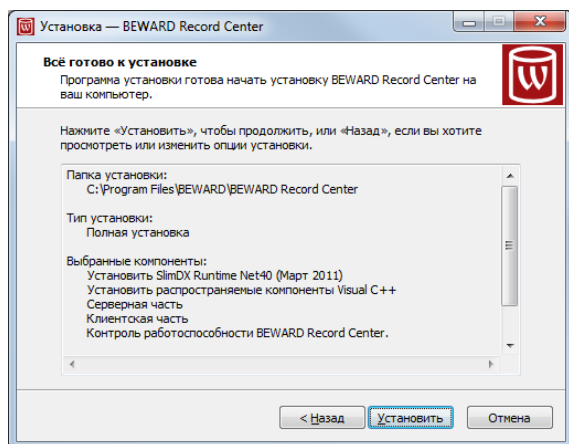 Установка — BEWARD Record Center
Всё готово к установке
Программа установки готова начать установку BEWARD Record Center на
ваш компьютер.
W
Нажмите «Установить», чтобы продолжить, или «Назад», если вы хотите
просмотреть или изменить опции установки.
Папка установки:
C:\Program Files\BEWARD\BEWARD Record Center
Тип установки:
Полная установка
Выбранные компоненты:
Установить SlimDX Runtime Net40 (Март 2011)
Установить распространяемые компоненты Visual C++
Серверная часть
Клиентская часть
Контроль работоспособности BEWARD Record Center.
< Назад
Установить
Отмена